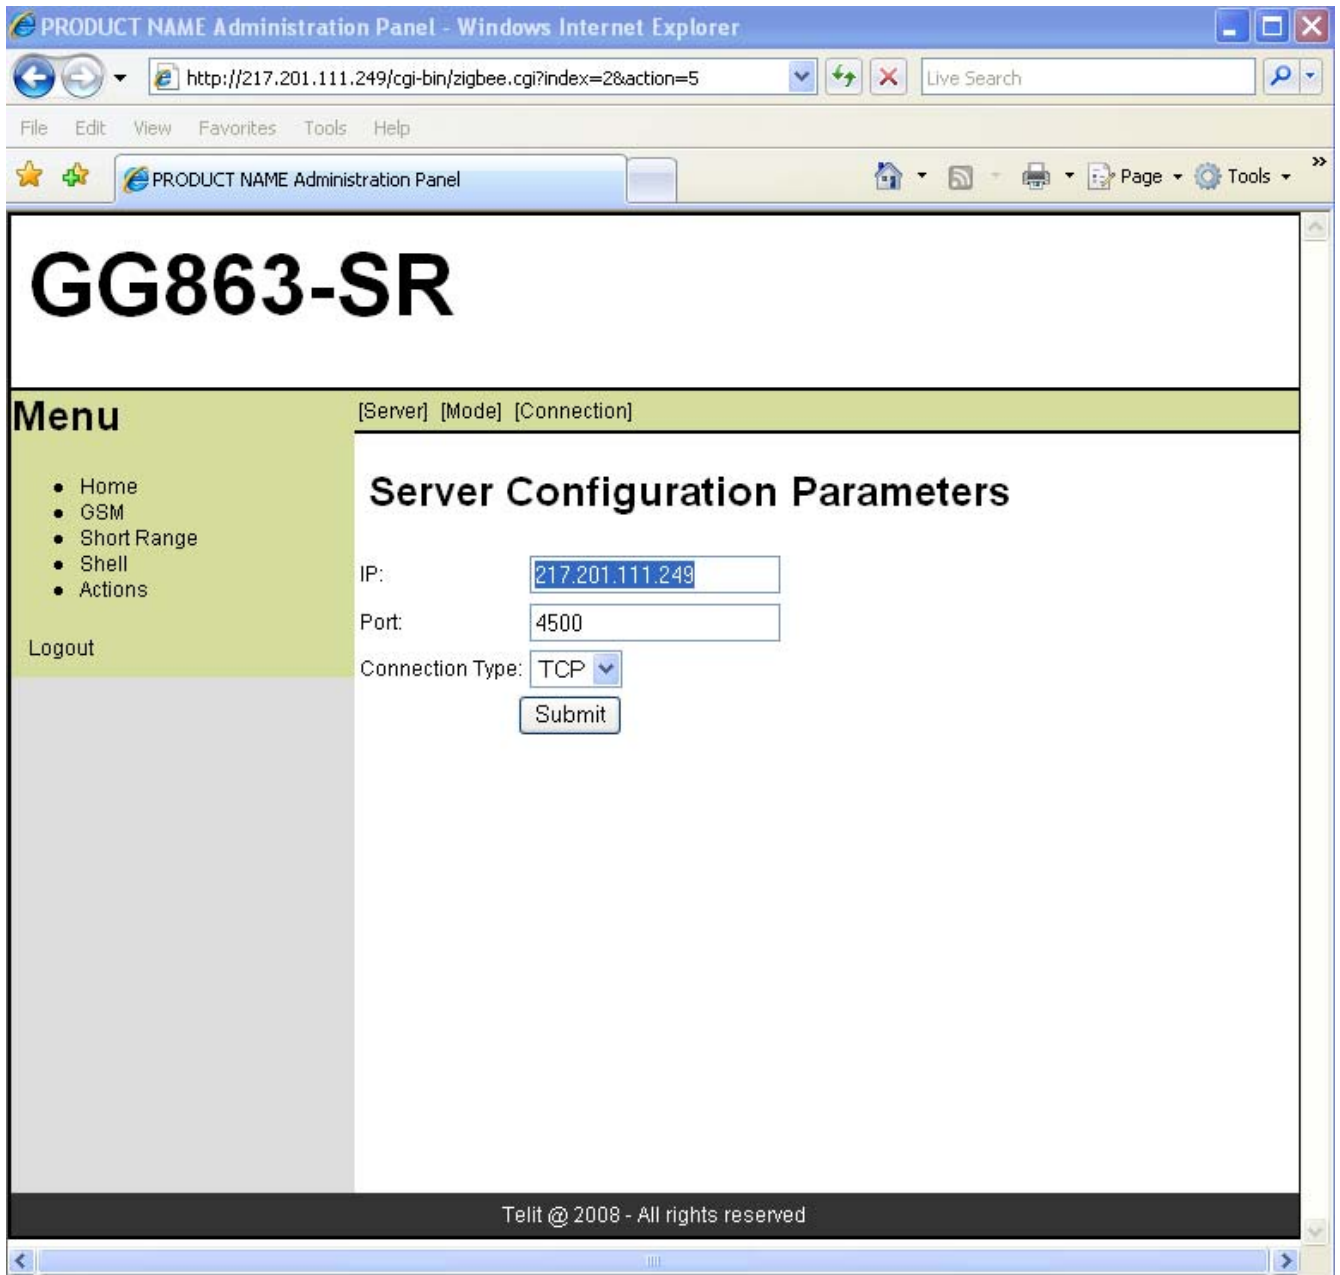 PRODUCT NAME Administration Panel - Windows Internet Explorer
http://217.201.111.249/cgi-bin/zigbee.cgi?index=2&action=5
Live Search
File Edit View Favorites Tools Help
PRODUCT NAME Administration Panel
Page Tools »
GG863-SR
Menu
[Server] [Mode] [Connection]
• Home
• GSM
• Short Range
• Shell
• Actions
Logout
Server Configuration Parameters
IP: 217.201.111.249
Port: 4500
Connection Type: TCP
Submit
Telit @ 2008 - All rights reserved